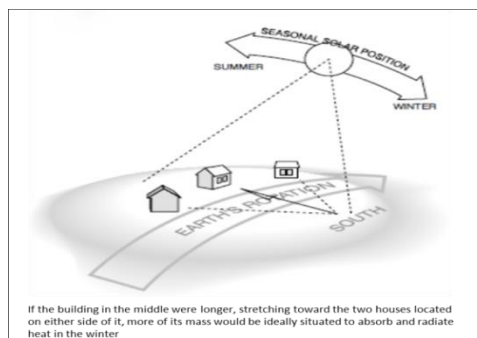 SEASONAL SOLAR POSITION
SUMMER
WINTER
EARTH'S ROTATION
SOUTH
If the building in the middle were longer, stretching toward the two houses located
on either side of it, more of its mass would be ideally situated to absorb and radiate
heat in the winter